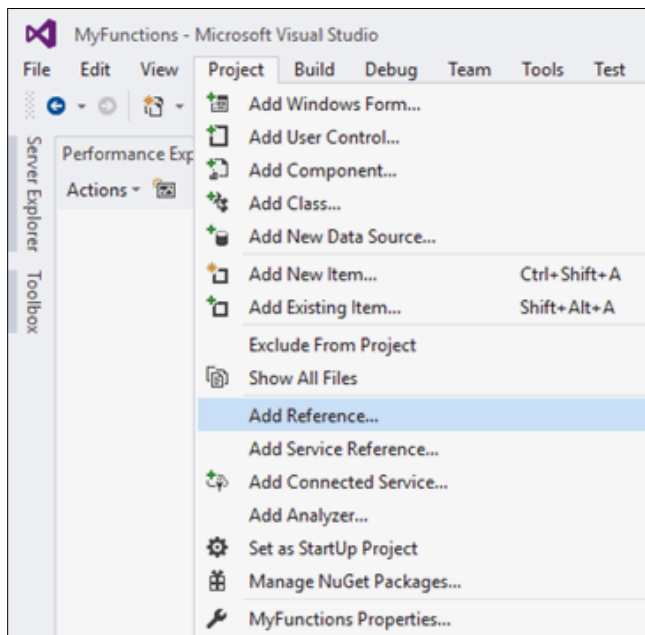 MyFunctions - Microsoft Visual Studio
File Edit View Project Build Debug Team Tools Test
Performance Exp
Actions
Server Explorer
Toolbox
Add Windows Form...
Add User Control...
Add Component...
Add Class...
Add New Data Source...
Add New Item... Ctrl+Shift+A
Add Existing Item... Shift+Alt+A
Exclude From Project
Show All Files
Add Reference...
Add Service Reference...
Add Connected Service...
Add Analyzer...
Set as StartUp Project
Manage NuGet Packages...
MyFunctions Properties...